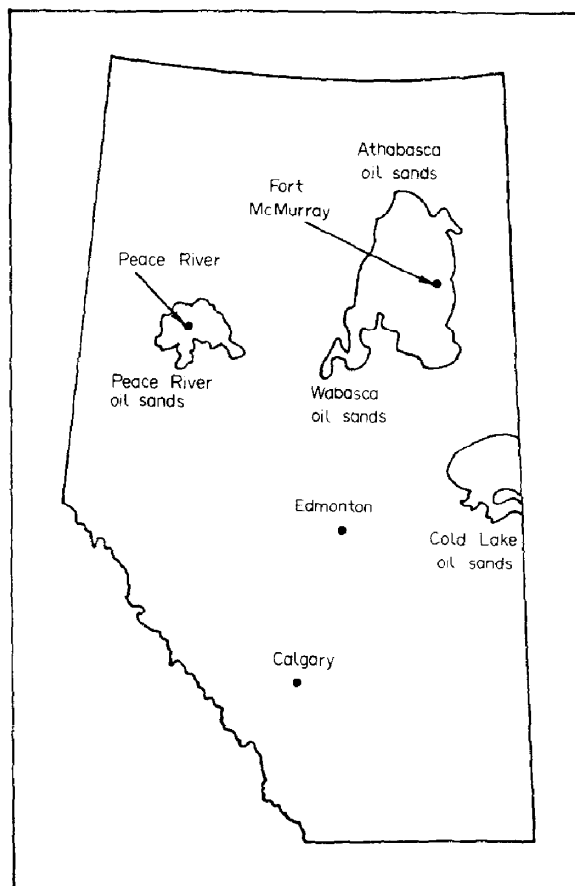 Athabasca
oil sands
Fort
McMurray
Peace River
Peace River
oil sands
Wabasca
oil sands
Edmonton
Cold Lake
oil sands
Calgary